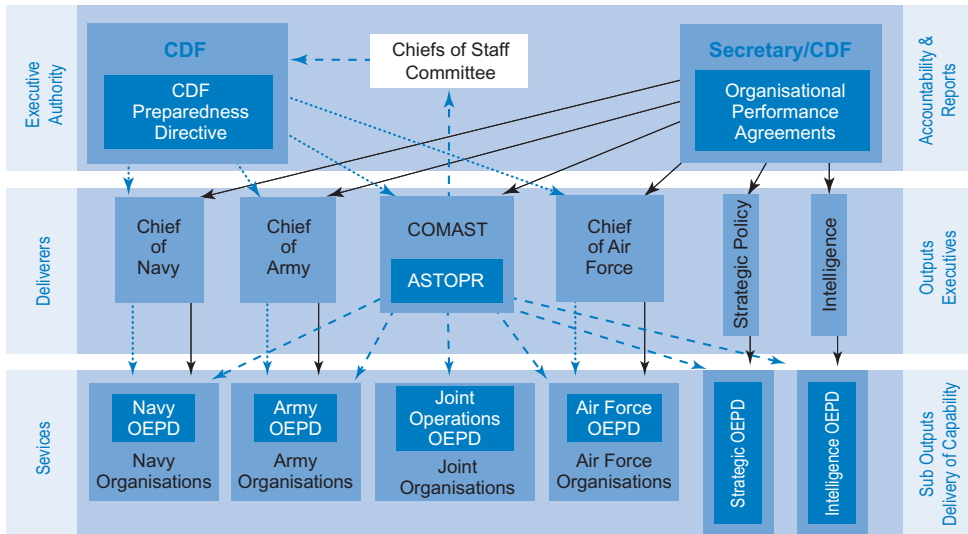 Executive
Authority
CDF
CDF
Preparedness
Directive
Chiefs of Staff
Committee
Secretary/CDF
Organisational
Performance
Agreements
Accountability &
Reports
Deliverers
Chief
of
Navy
Chief
of
Army
COMAST
ASTOPR
Chief
of Air
Force
Strategic Policy
Intelligence
Outputs
Executives
Sevices
Navy
OEPD
Navy
Organisations
Army
OEPD
Army
Organisations
Joint
Operations
OEPD
Joint
Organisations
Air Force
OEPD
Air Force
Organisations
Strategic OEPD
Intelligence OEPD
Sub Outputs
Delivery of Capability